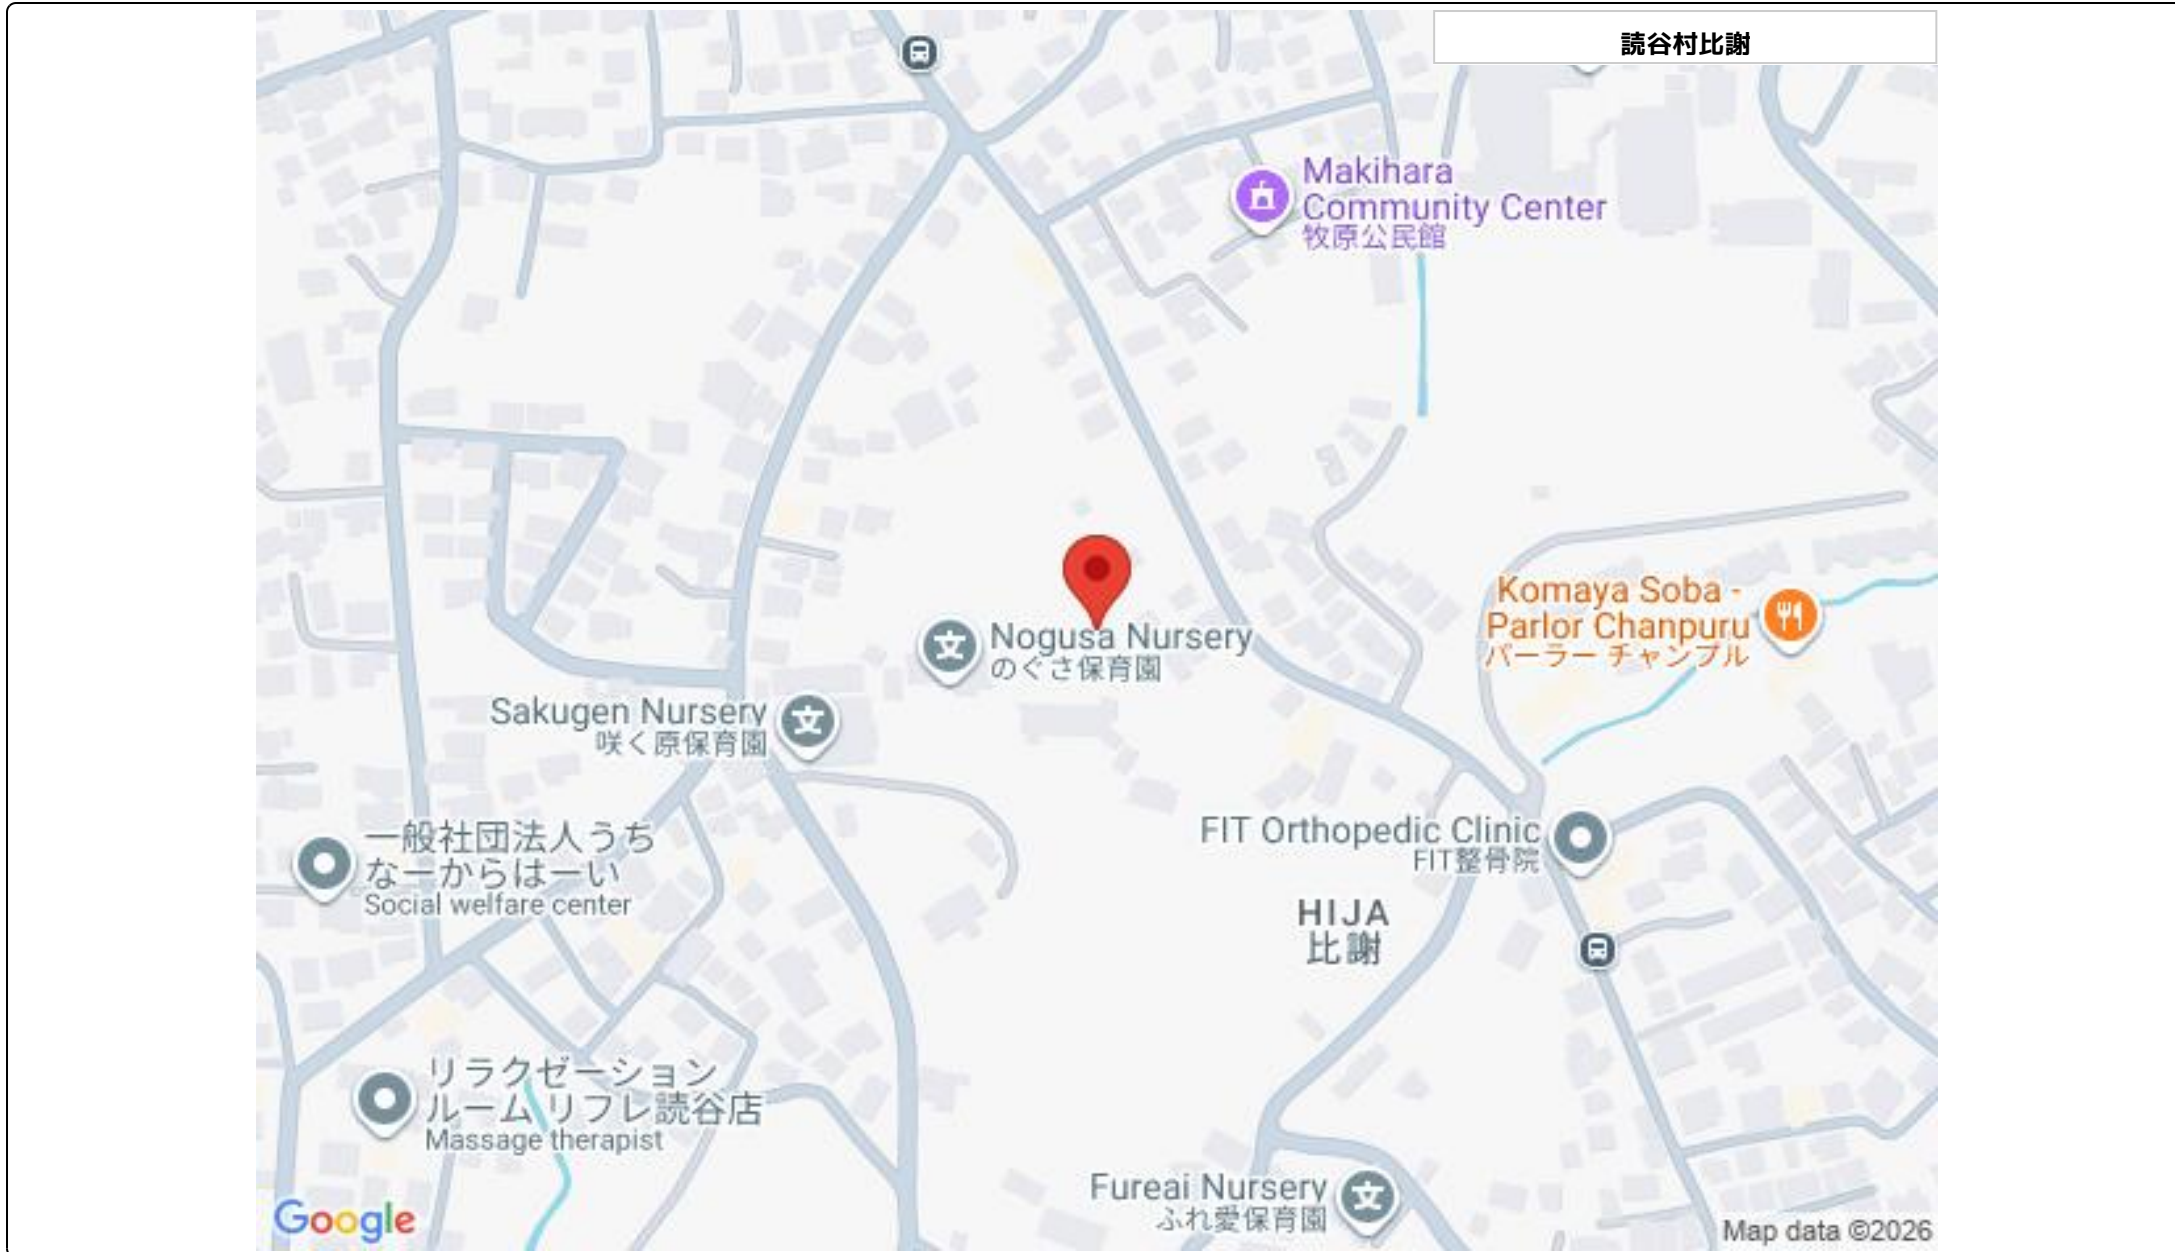 読谷村比謝
Makihara
Community Center
牧原公民館
Komaya Soba -
Parlor Chanpuru
パーラー チャンプル
Nogusa Nursery
のぐさ保育園
Sakugen Nursery
咲く原保育園
FIT Orthopedic Clinic
FIT整骨院
一般社団法人うち
なーからはーい
Social welfare center
HIJA
比謝
リラクゼーション
ルーム リフレ読谷店
Massage therapist
Fureai Nursery
ふれ愛保育園
Google
Map data ©2026